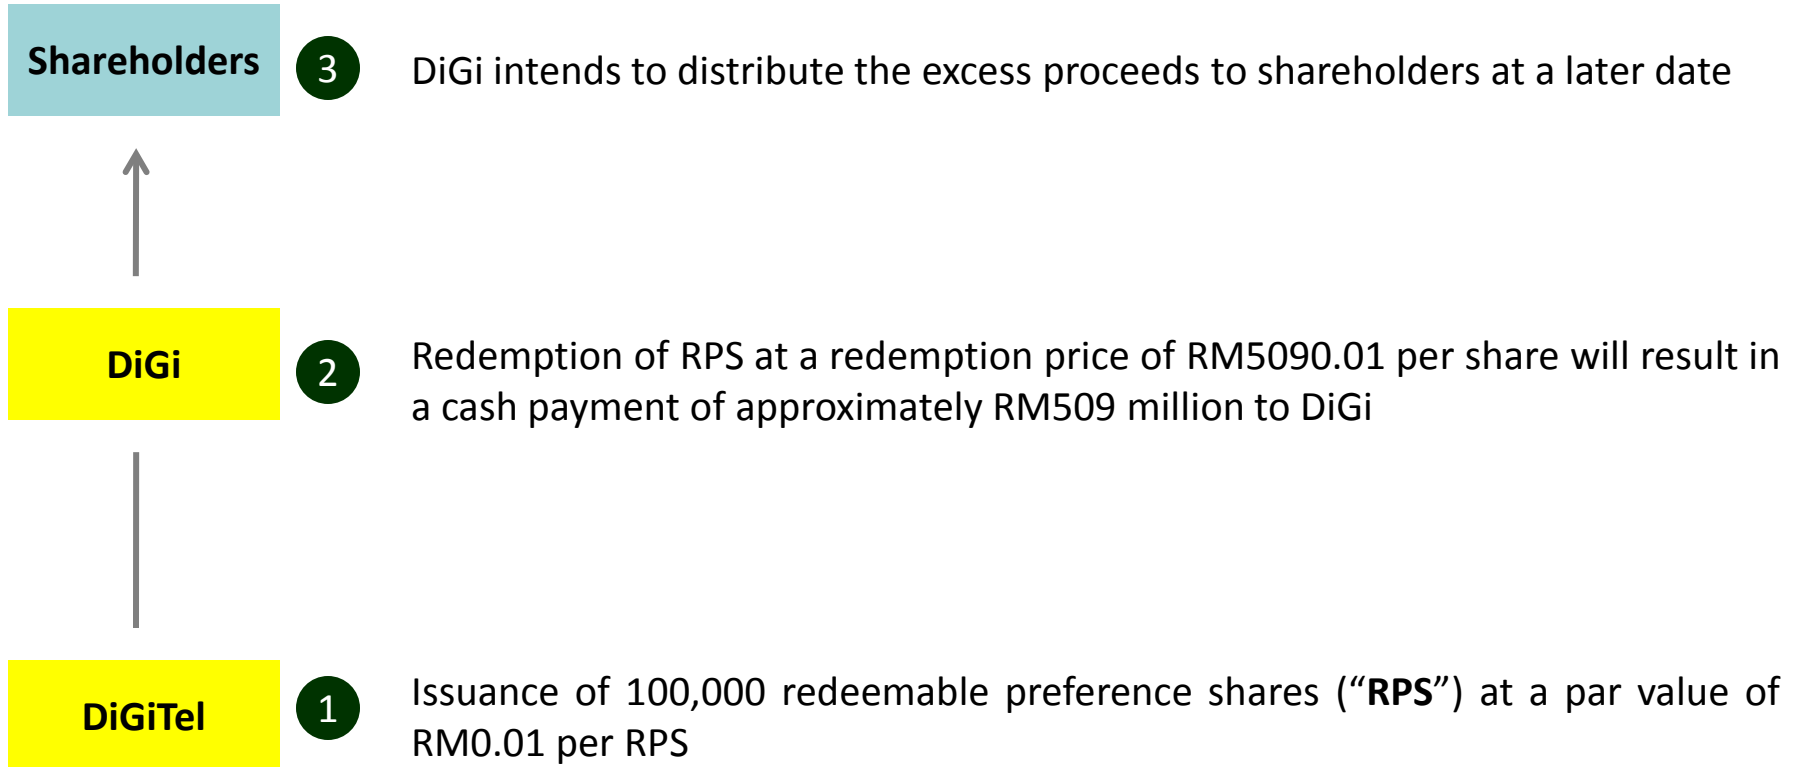 Shareholders
3
DiGi intends to distribute the excess proceeds to shareholders at a later date
DiGi
2
Redemption of RPS at a redemption price of RM5090.01 per share will result in
a cash payment of approximately RM509 million to DiGi
DiGiTel
1
Issuance of 100,000 redeemable preference shares (“RPS”) at a par value of
RM0.01 per RPS